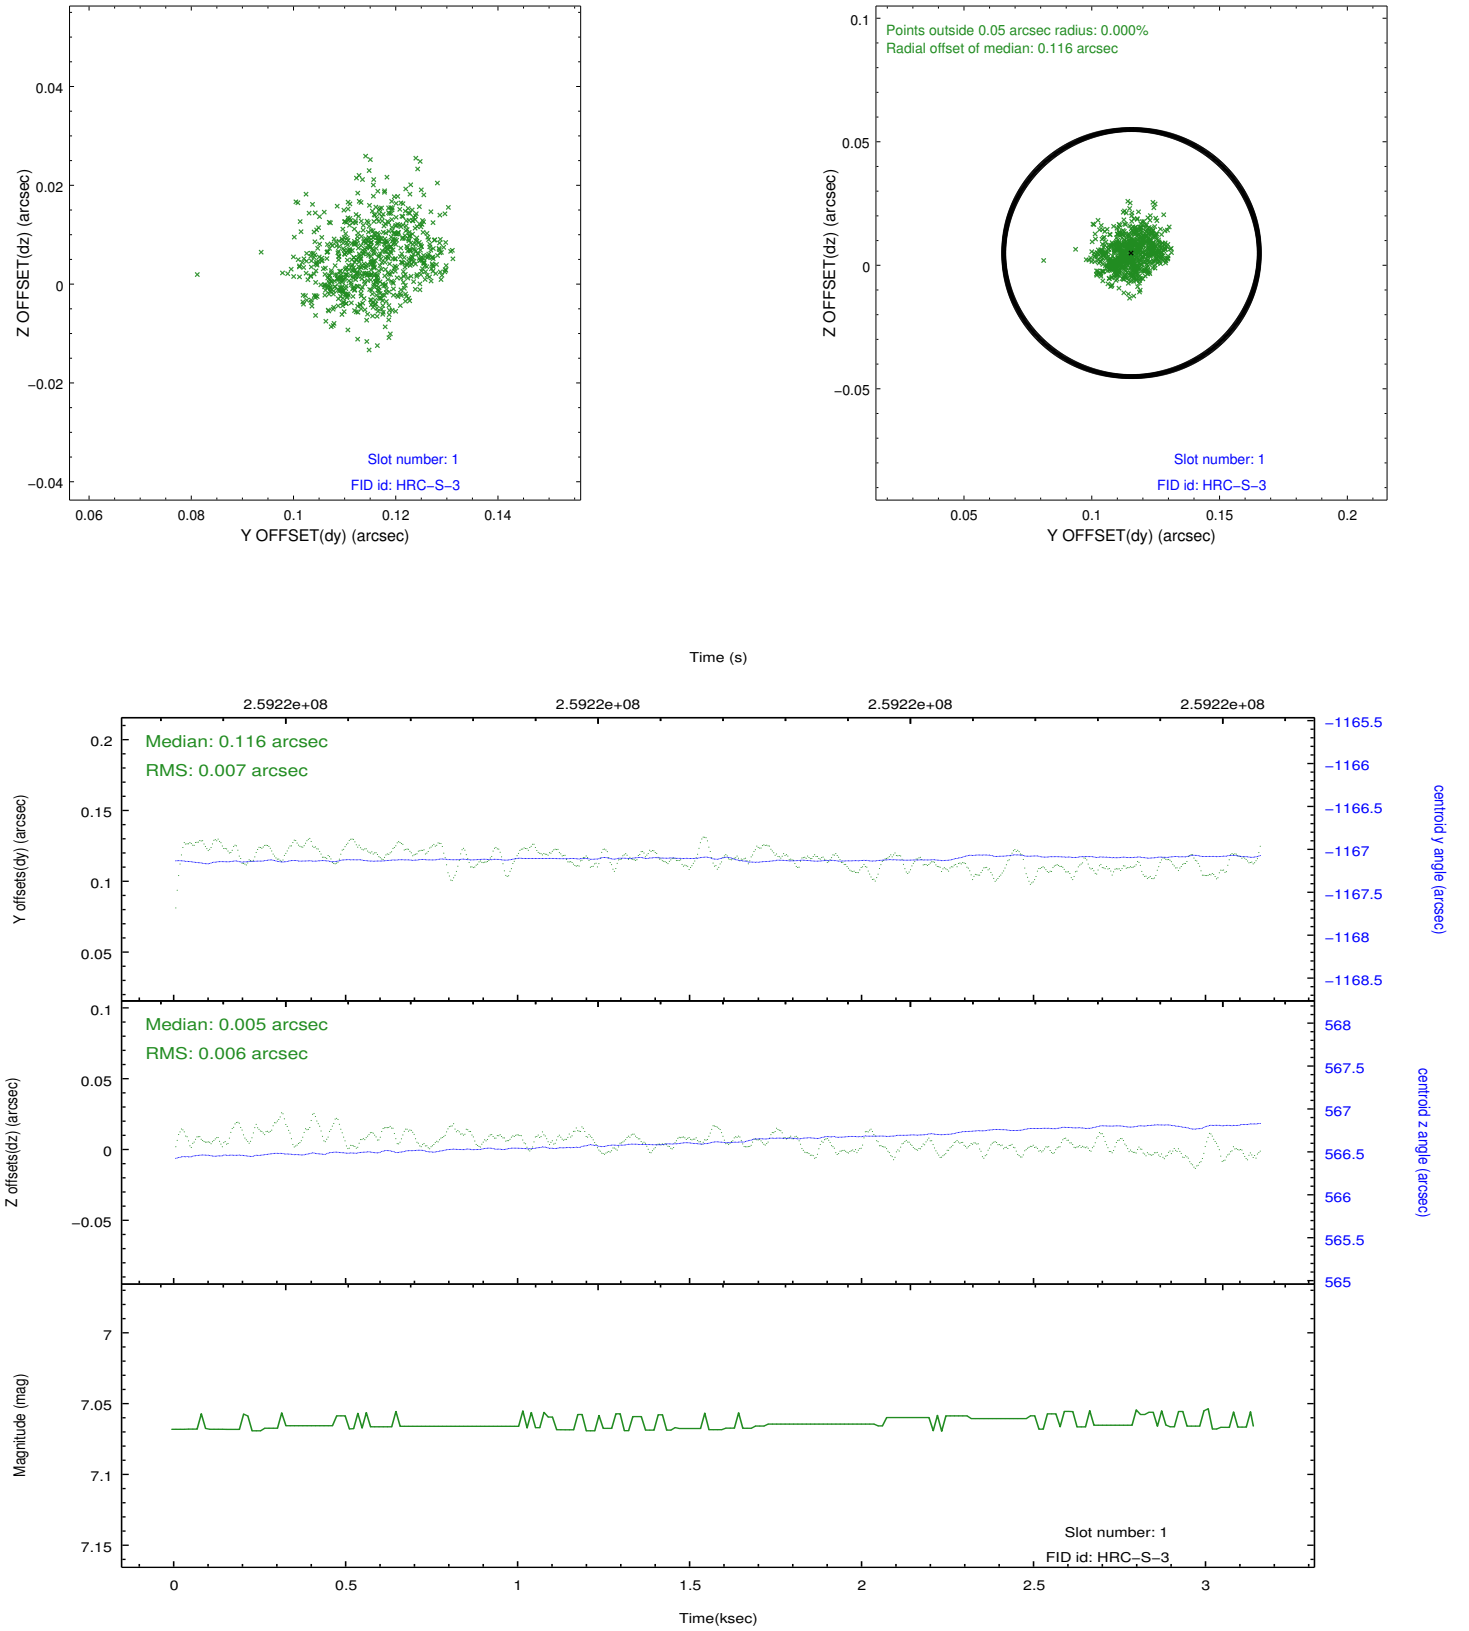 0.04
0.02
0
−0.02
−0.04
Z OFFSET(dz) (arcsec)
Slot number: 1
FID id: HRC−S−3
0.06 0.08 0.1 0.12 0.14
Y OFFSET(dy) (arcsec)
Points outside 0.05 arcsec radius: 0.000%
Radial offset of median: 0.116 arcsec
0.1
0.05
0
−0.05
Z OFFSET(dz) (arcsec)
Slot number: 1
FID id: HRC−S−3
0.05 0.1 0.15 0.2
Y OFFSET(dy) (arcsec)
Time (s)
2.5922e+08 2.5922e+08 2.5922e+08 2.5922e+08
Median: 0.116 arcsec
RMS: 0.007 arcsec
0.2
0.15
0.1
0.05
Y offsets(dy) (arcsec)
−1165.5
−1166
−1166.5
−1167
−1167.5
−1168
−1168.5
centroid y angle (arcsec)
Median: 0.005 arcsec
RMS: 0.006 arcsec
0.1
0.05
0
−0.05
Z offsets(dz) (arcsec)
568
567.5
567
566.5
566
565.5
565
centroid z angle (arcsec)
7
7.05
7.1
7.15
Magnitude (mag)
Slot number: 1
FID id: HRC−S−3
0 0.5 1 1.5 2 2.5 3
Time(ksec)